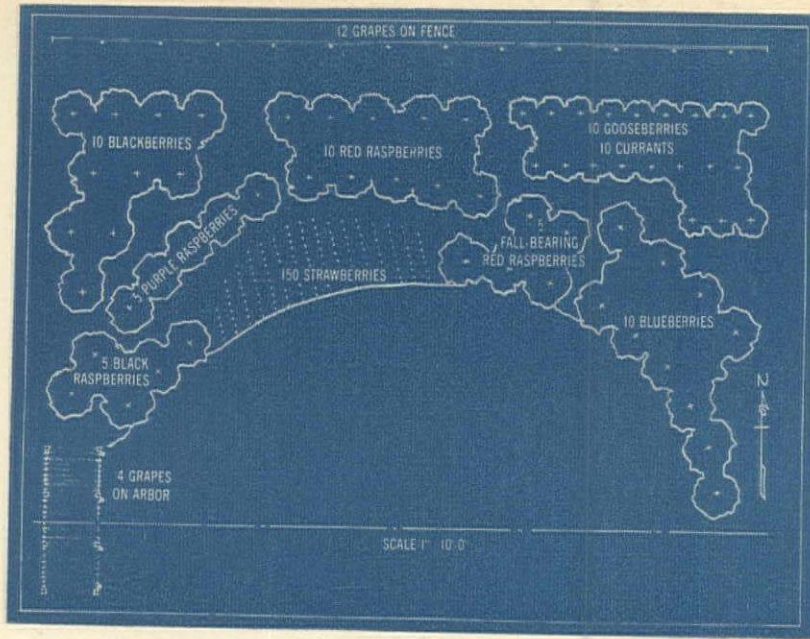 12 GRAPES ON FENCE
10 BLACKBERRIES
10 RED RASPBERRIES
10 GOOSEBERRIES
10 CURRANTS
5 PURPLE RASPBERRIES
5
FALL-BEARING
RED RASPBERRIES
150 STRAWBERRIES
10 BLUEBERRIES
5 BLACK
RASPBERRIES
N
4 GRAPES
ON ARBOR
SCALE 1" 10'-0"